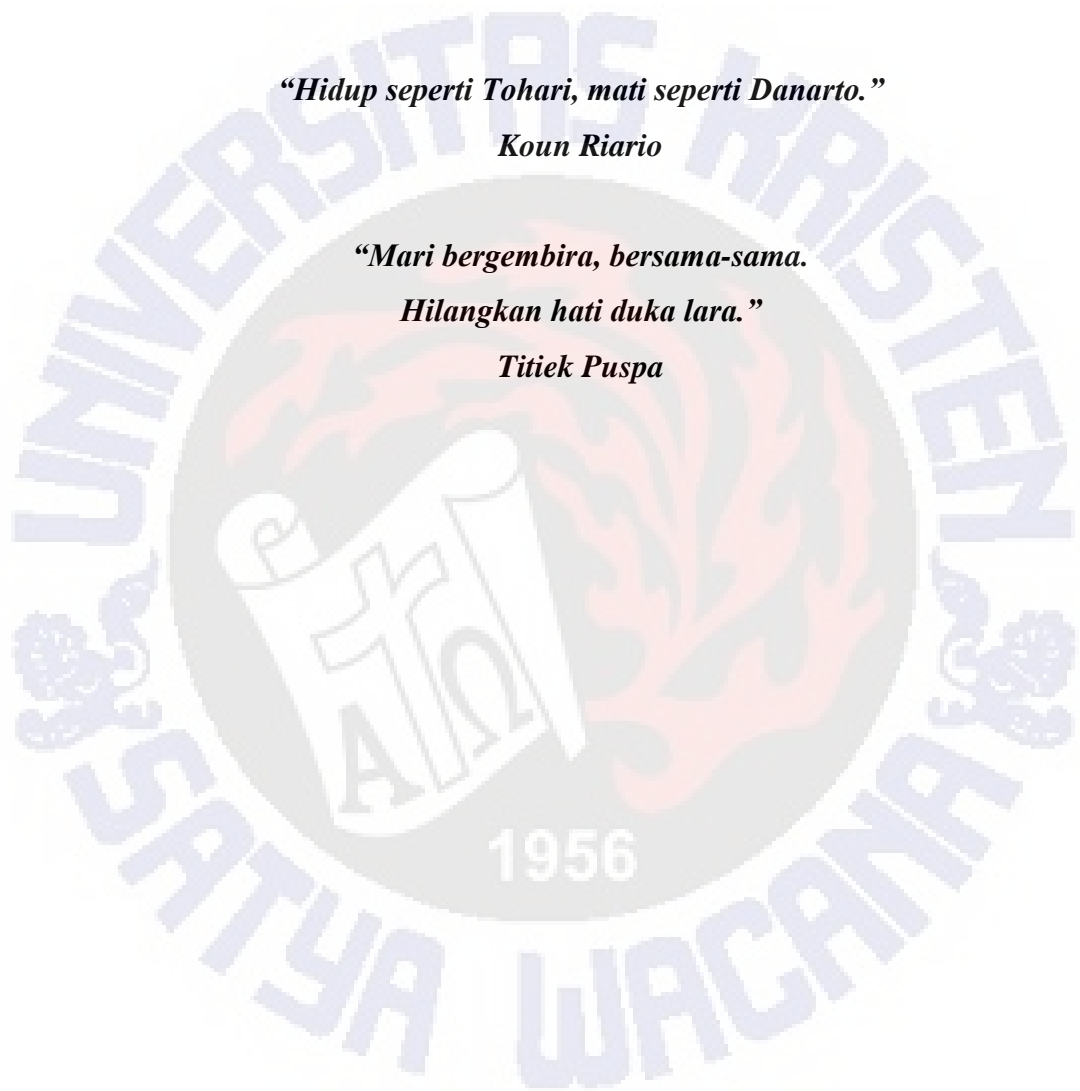 “Hidup seperti Tohari, mati seperti Danarto.”
Koun Riario
“Mari bergembira, bersama-sama.
Hilangkan hati duka lara.”
Titiek Puspa
UNIVERSITAS KRISTEN
SATYA WACANA
Α Ω
1956